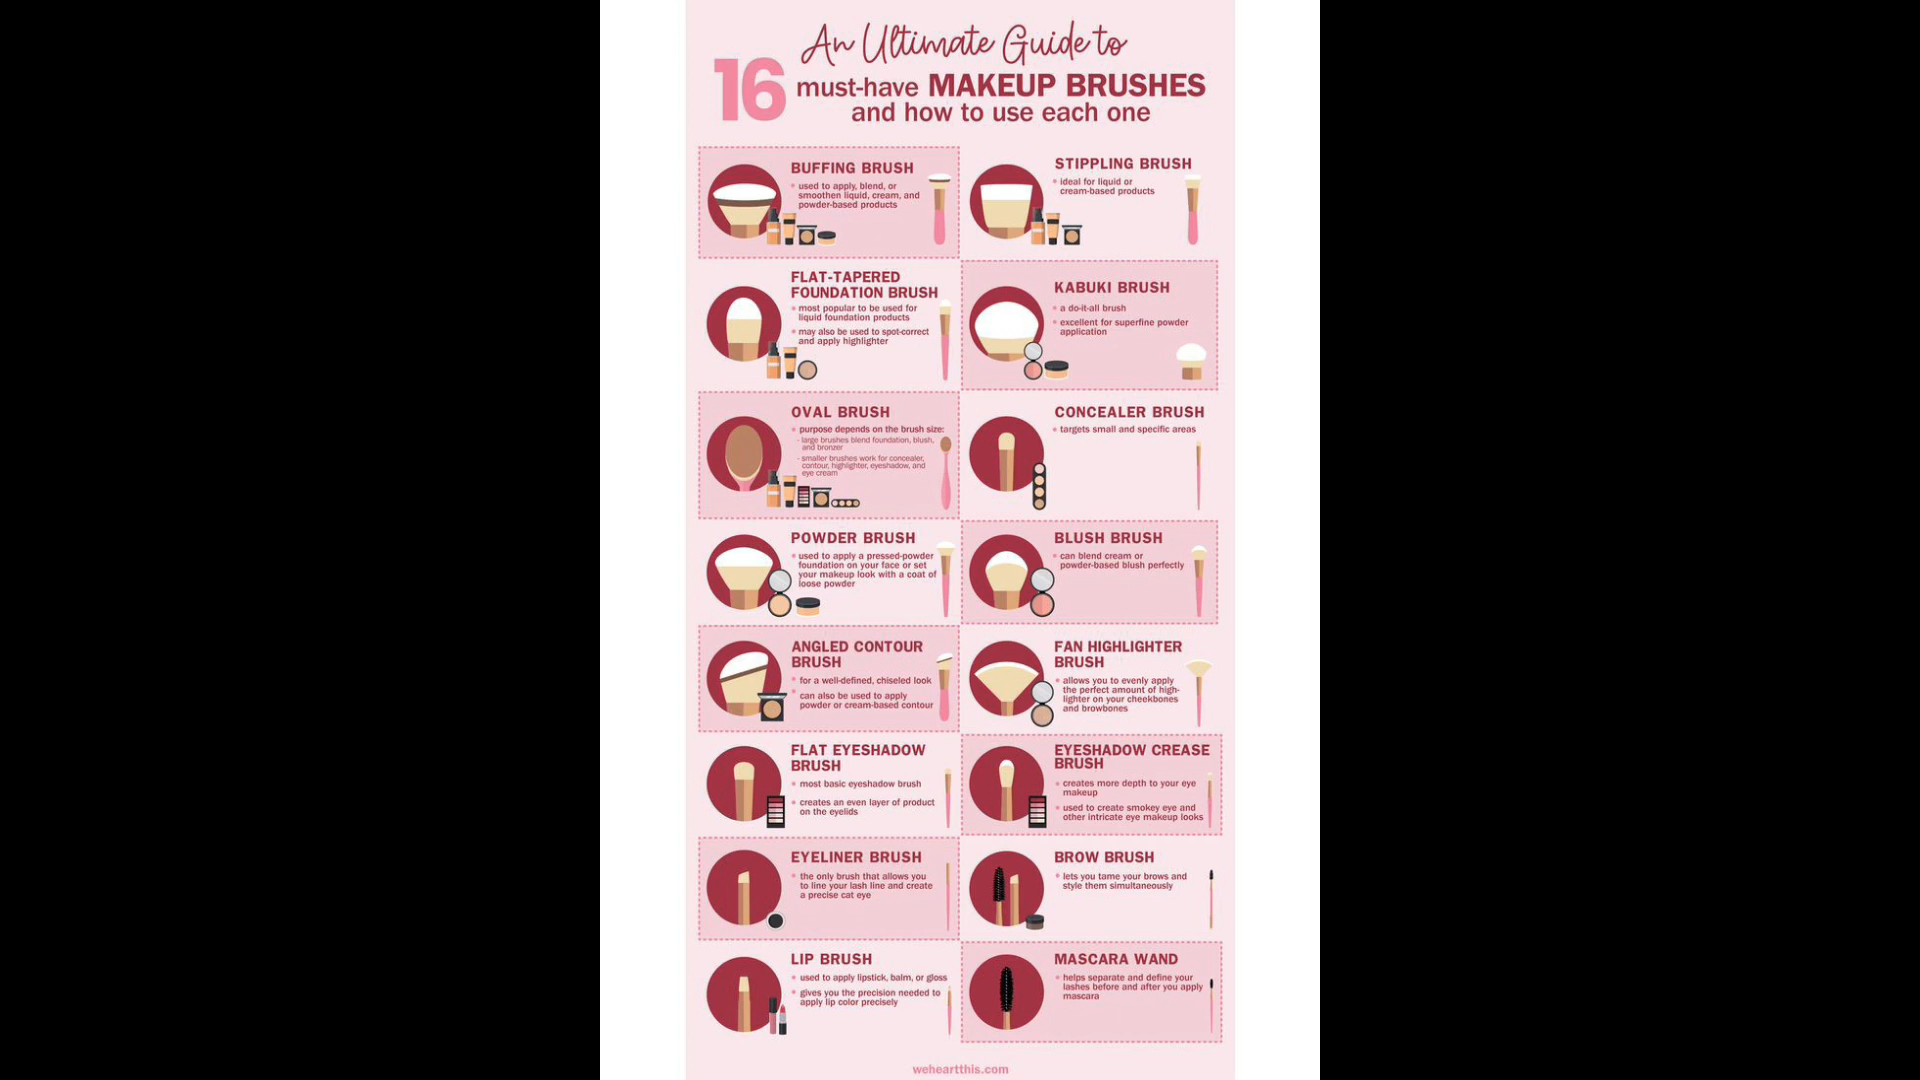 An Ultimate Guide to
16 must-have MAKEUP BRUSHES
and how to use each one
BUFFING BRUSH
used to apply, blend, or
smoothen liquid, cream, and
powder-based products
STIPPLING BRUSH
ideal for liquid or
cream-based products
FLAT-TAPERED
FOUNDATION BRUSH
most popular to be used for
liquid foundation products
may also be used to spot-correct
and apply highlighter
KABUKI BRUSH
a do-it-all brush
excellent for superfine powder
application
OVAL BRUSH
purpose depends on the brush size:
- large brushes blend foundation, blush,
and bronzer
- smaller brushes work for concealer,
contour, highlighter, eyeshadow, and
eye cream
CONCEALER BRUSH
targets small and specific areas
POWDER BRUSH
used to apply a pressed-powder
foundation on your face or set
your makeup look with a coat of
loose powder
BLUSH BRUSH
can blend cream or
powder-based blush perfectly
ANGLED CONTOUR
BRUSH
for a well-defined, chiseled look
can also be used to apply
powder or cream-based contour
FAN HIGHLIGHTER
BRUSH
allows you to evenly apply
the perfect amount of high-
lighter on your cheekbones
and browbones
FLAT EYESHADOW
BRUSH
most basic eyeshadow brush
creates an even layer of product
on the eyelids
EYESHADOW CREASE
BRUSH
creates more depth to your eye
makeup
used to create smokey eye and
other intricate eye makeup looks
EYELINER BRUSH
the only brush that allows you
to line your lash line and create
a precise cat eye
BROW BRUSH
lets you tame your brows and
style them simultaneously
LIP BRUSH
used to apply lipstick, balm, or gloss
gives you the precision needed to
apply lip color precisely
MASCARA WAND
helps separate and define your
lashes before and after you apply
mascara
weheartthis.com